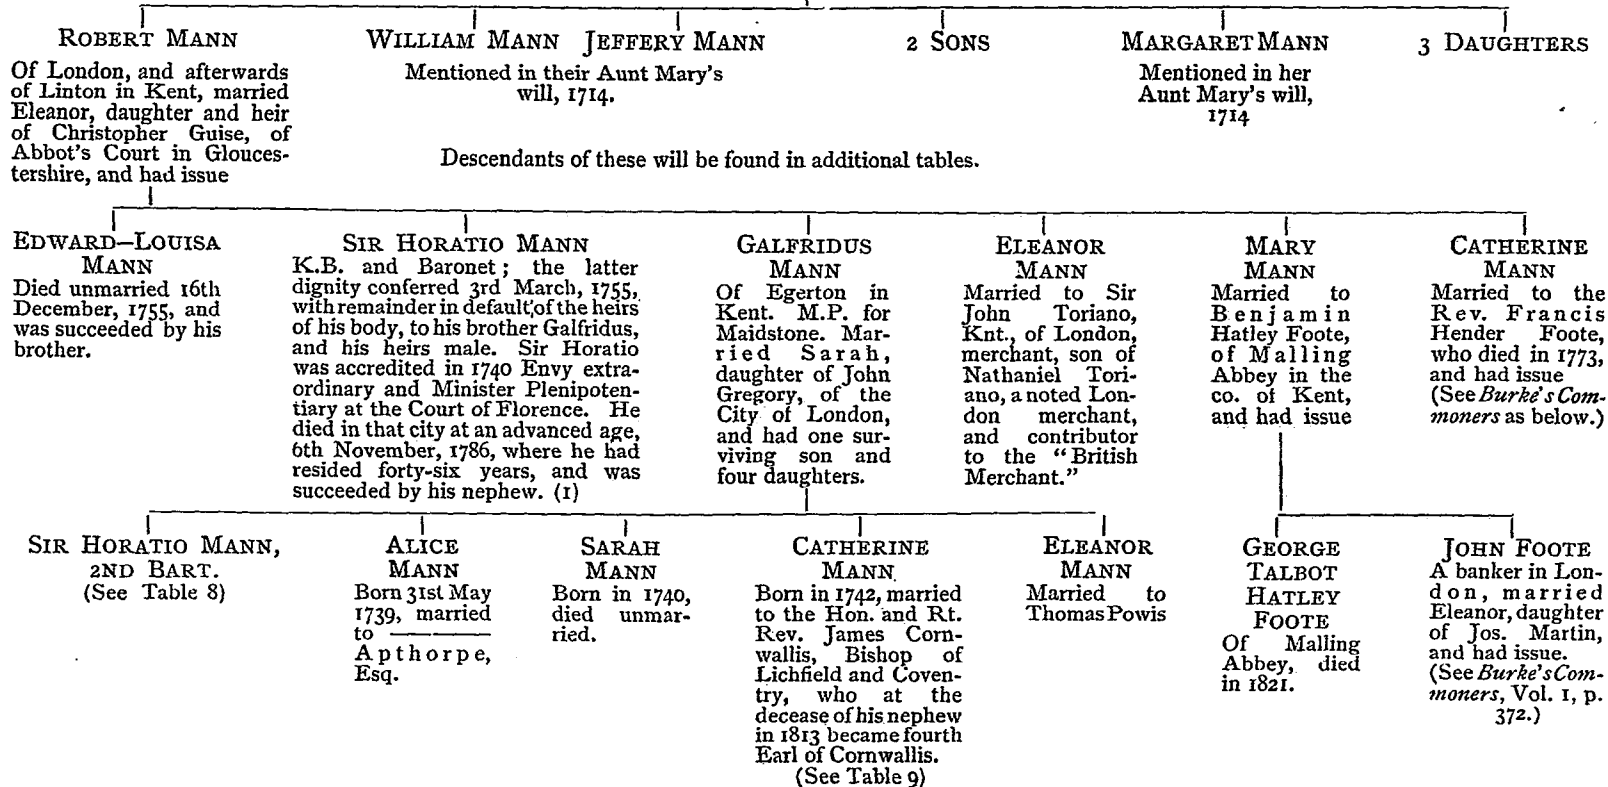 ROBERT MANN
Of London, and afterwards
of Linton in Kent, married
Eleanor, daughter and heir
of Christopher Guise, of
Abbot's Court in Glouces-
tershire, and had issue
WILLIAM MANN JEFFERY MANN
Mentioned in their Aunt Mary's
will, 1714.
2 SONS
MARGARET MANN
Mentioned in her
Aunt Mary's will,
1714
3 DAUGHTERS
Descendants of these will be found in additional tables.
EDWARD–LOUISA
MANN
Died unmarried 16th
December, 1755, and
was succeeded by his
brother.
SIR HORATIO MANN
K.B. and Baronet; the latter
dignity conferred 3rd March, 1755,
with remainder in default of the heirs
of his body, to his brother Galfridus,
and his heirs male. Sir Horatio
was accredited in 1740 Envy extra-
ordinary and Minister Plenipoten-
tiary at the Court of Florence. He
died in that city at an advanced age,
6th November, 1786, where he had
resided forty-six years, and was
succeeded by his nephew. (1)
GALFRIDUS
MANN
Of Egerton in
Kent. M.P. for
Maidstone. Mar-
ried Sarah,
daughter of John
Gregory, of the
City of London,
and had one sur-
viving son and
four daughters.
ELEANOR
MANN
Married to Sir
John Toriano,
Knt., of London,
merchant, son of
Nathaniel Tori-
ano, a noted Lon-
don merchant,
and contributor
to the "British
Merchant."
MARY
MANN
Married to
Benjamin
Hatley Foote,
of Malling
Abbey in the
co. of Kent,
and had issue
CATHERINE
MANN
Married to the
Rev. Francis
Hender Foote,
who died in 1773,
and had issue
(See Burke's Com-
moners as below.)
SIR HORATIO MANN,
2ND BART.
(See Table 8)
ALICE
MANN
Born 31st May
1739, married
to ————
Apthorpe,
Esq.
SARAH
MANN
Born in 1740,
died unmar-
ried.
CATHERINE
MANN
Born in 1742, married
to the Hon. and Rt.
Rev. James Corn-
wallis, Bishop of
Lichfield and Coven-
try, who at the
decease of his nephew
in 1813 became fourth
Earl of Cornwallis.
(See Table 9)
ELEANOR
MANN
Married to
Thomas Powis
GEORGE
TALBOT
HATLEY
FOOTE
Of Malling
Abbey, died
in 1821.
JOHN FOOTE
A banker in Lon-
don, married
Eleanor, daughter
of Jos. Martin,
and had issue.
(See Burke's Com-
moners, Vol. 1, p.
372.)